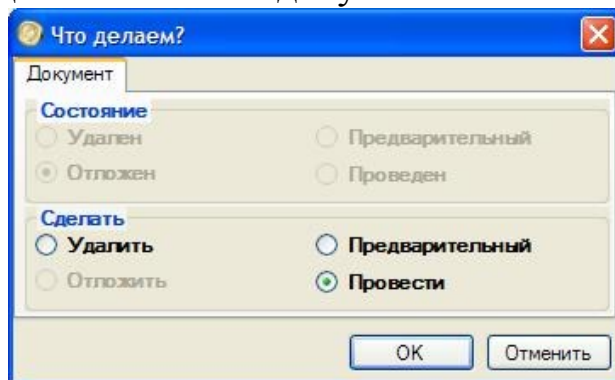 Что делаем?
Документ
Состояние
Удален Предварительный
Отложен Проведен
Сделать
Удалить Предварительный
Отложить Провести
OK Отменить